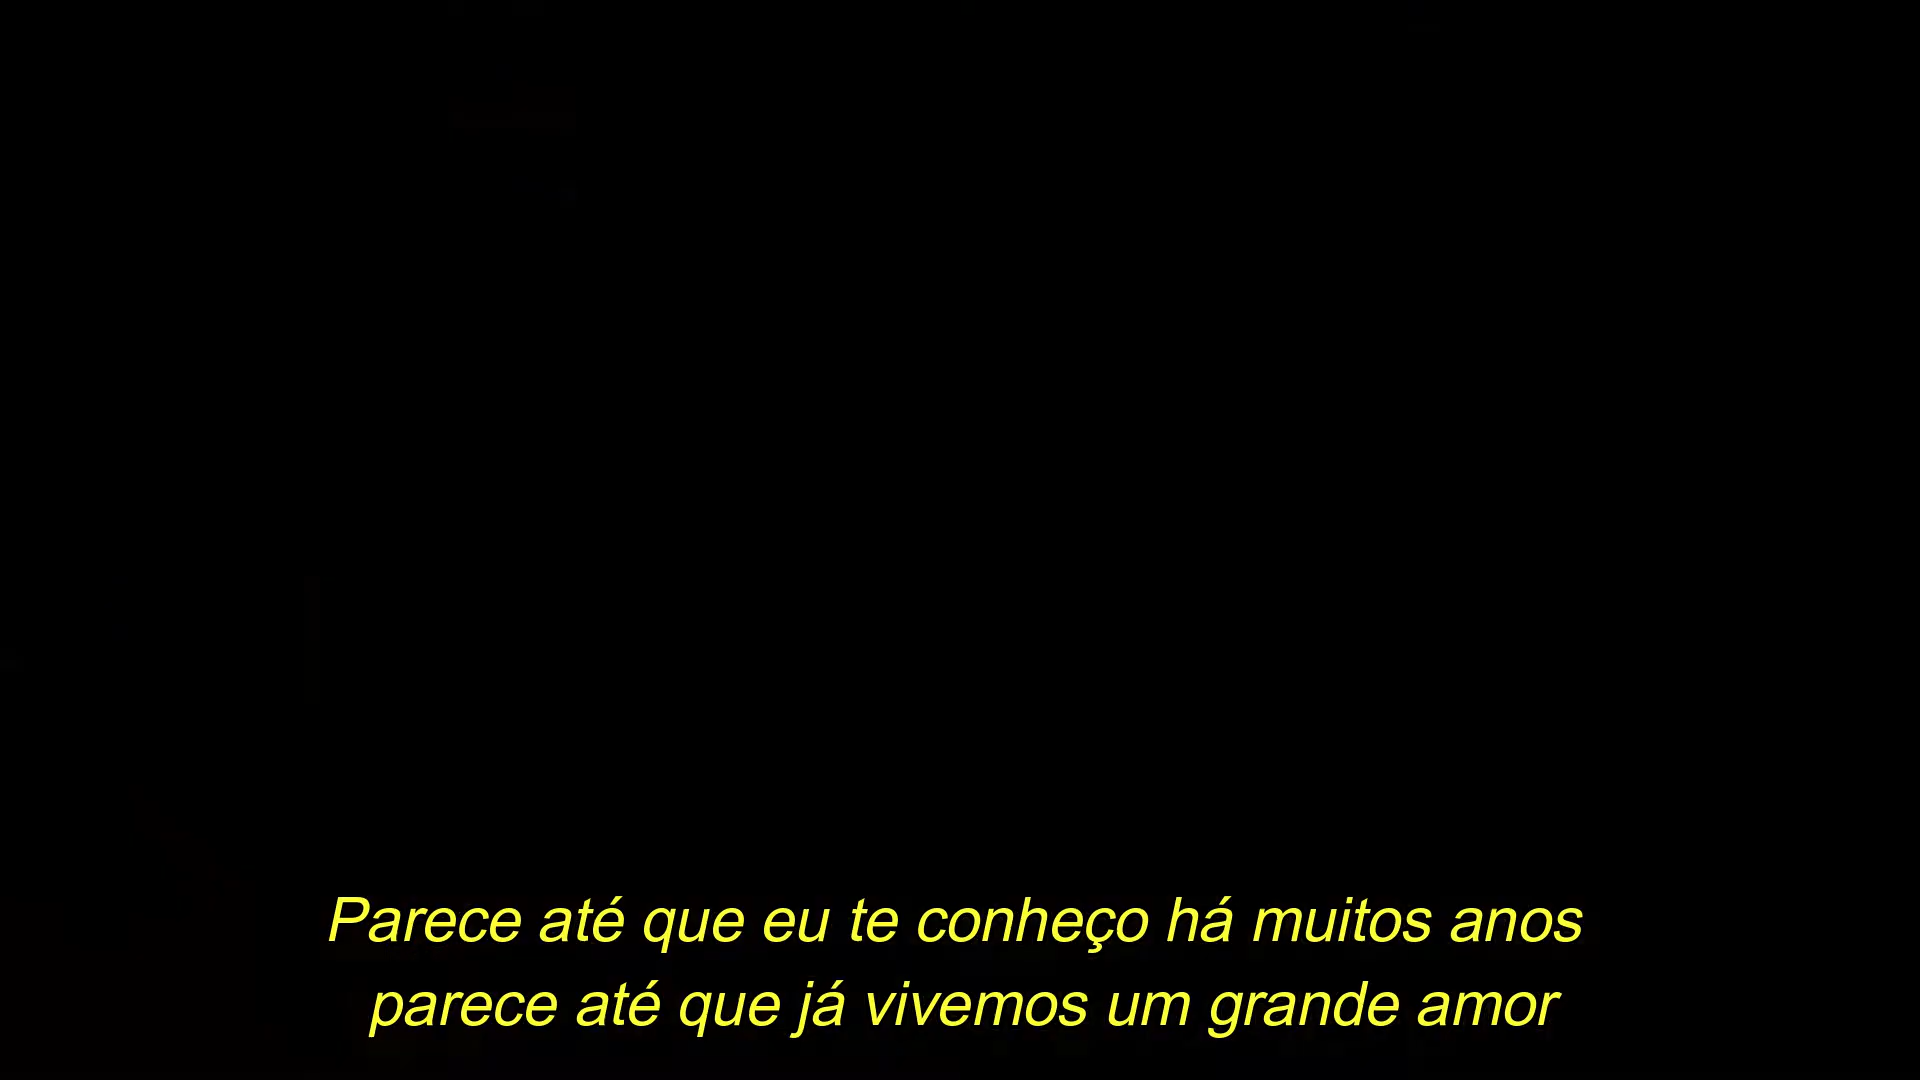 Parece até que eu te conheço há muitos anos
parece até que já vivemos um grande amor